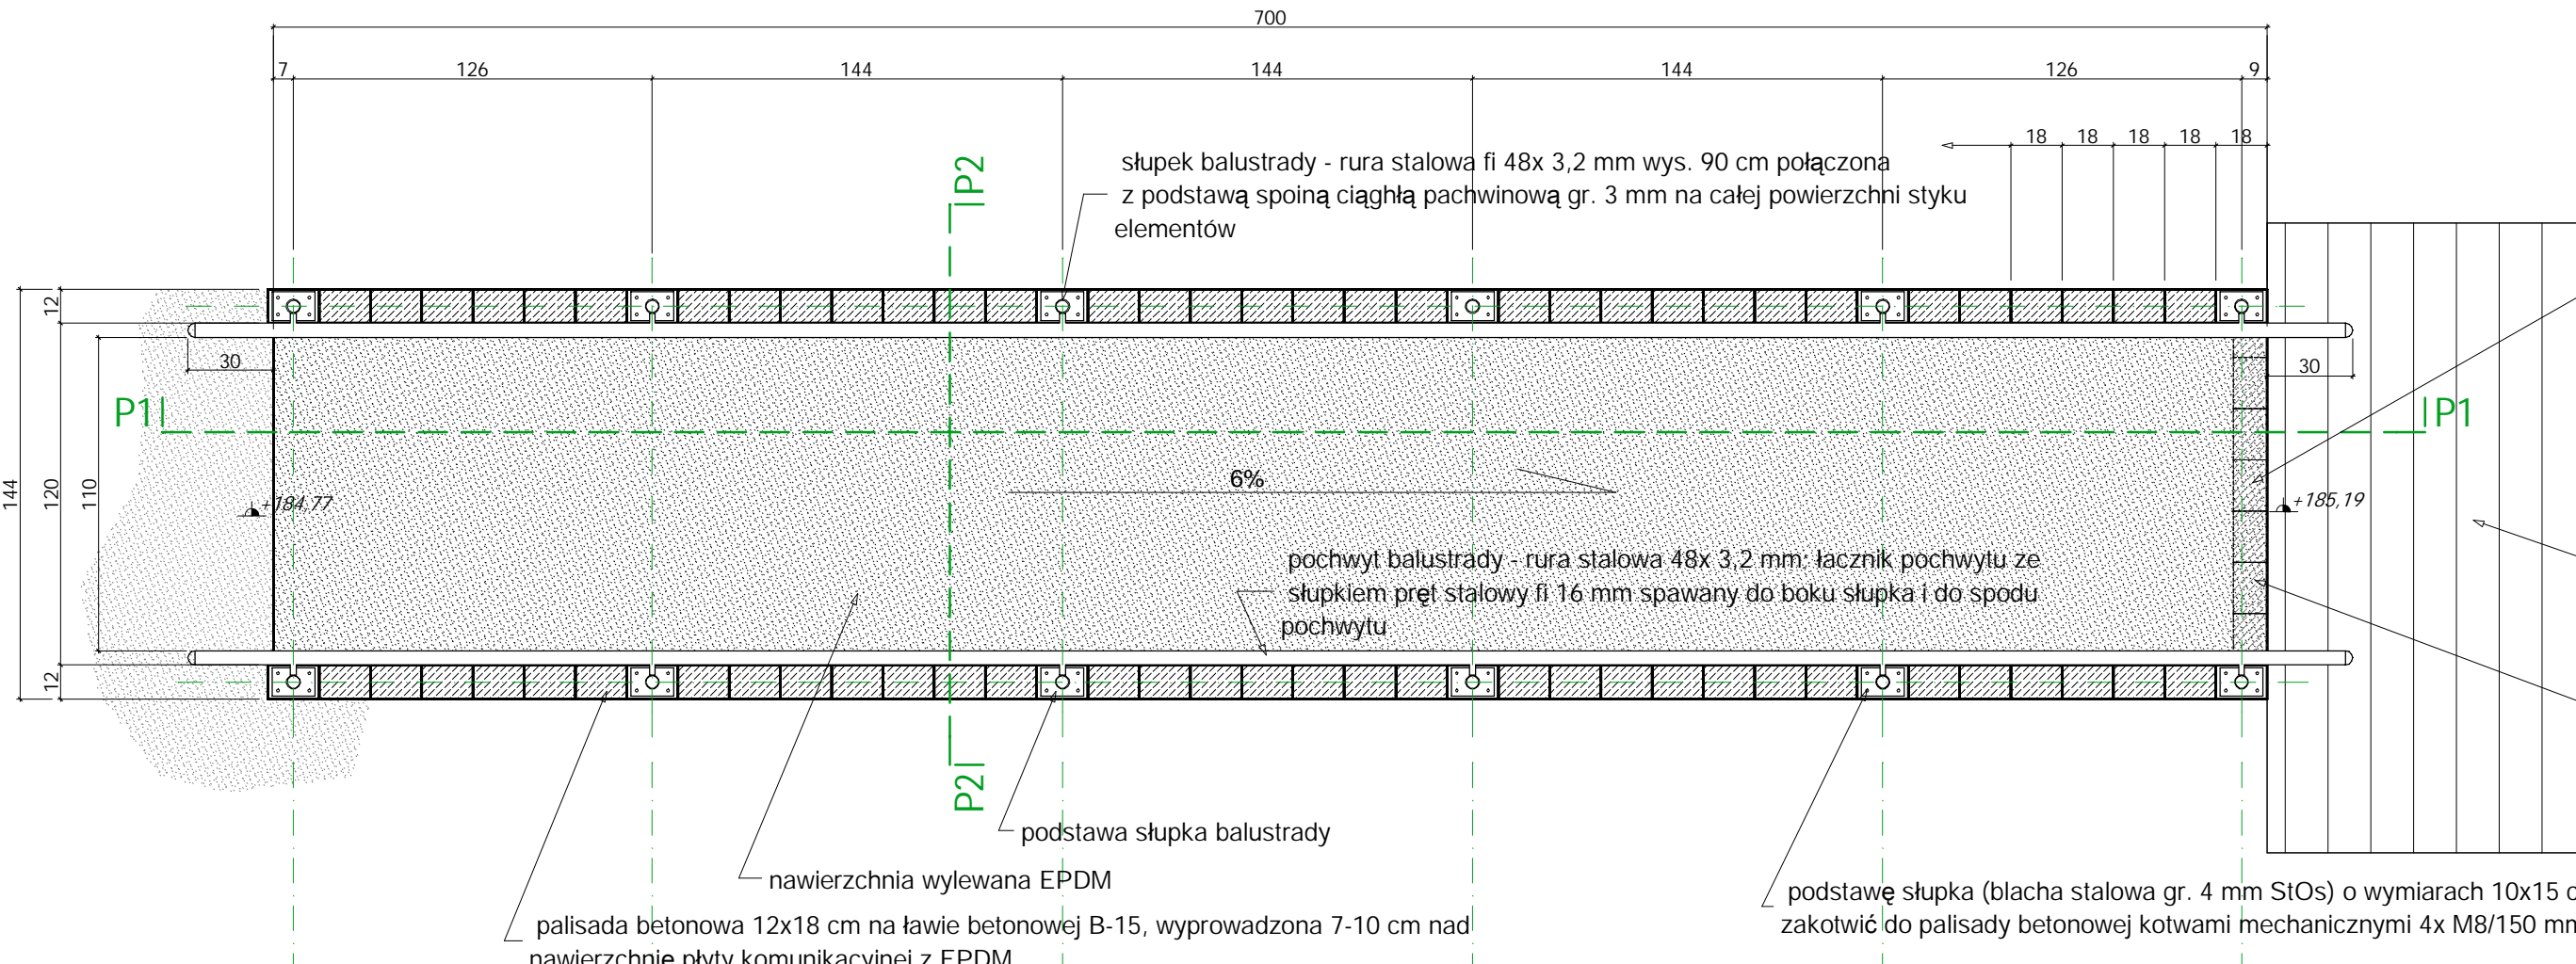 700
7 126 144 144 144 126 9
18 18 18 18 18
P2
słupek balustrady - rura stalowa fi 48x 3,2 mm wys. 90 cm połączona
z podstawą spoiną ciąghłą pachwinową gr. 3 mm na całej powierzchni styku
elementów
12
30
30
P1
P1
144
120
110
6%
+184,77
+185,19
pochwyt balustrady - rura stalowa 48x 3,2 mm: łacznik pochwytu ze
słupkiem pręt stalowy fi 16 mm spawany do boku słupka i do spodu
pochwytu
12
P2
podstawa słupka balustrady
nawierzchnia wylewana EPDM
podstawę słupka (blacha stalowa gr. 4 mm StOs) o wymiarach 10x15 c
zakotwić do palisady betonowej kotwami mechanicznymi 4x M8/150 mm
palisada betonowa 12x18 cm na ławie betonowej B-15, wyprowadzona 7-10 cm nad
nawierzchnię płyty komunikacyjnej z EPDM